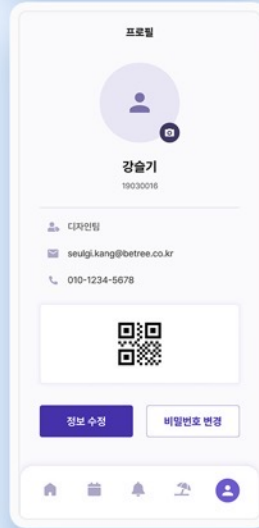 프로필
강슬기
19030016
디자인팀
seulgi.kang@betree.co.kr
010-1234-5678
정보 수정
비밀번호 변경